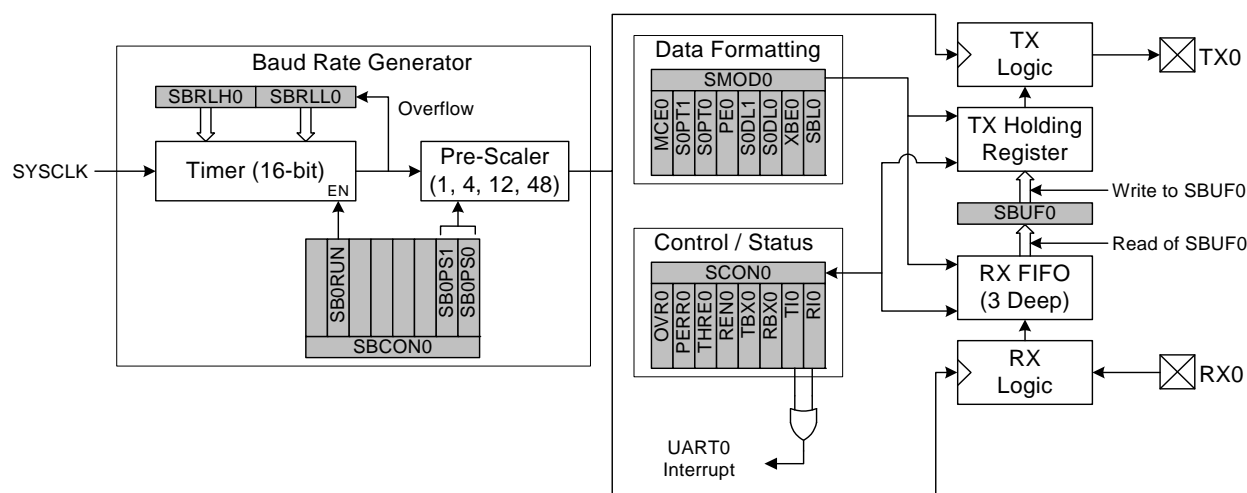 Baud Rate Generator
SBRLH0 SBRLL0
Overflow
SYSCLK
Timer (16-bit)
EN
Pre-Scaler
(1, 4, 12, 48)
SB0RUN
SB0PS1
SB0PS0
SBCON0
Data Formatting
SMOD0
MCE0
S0PT1
S0PT0
PE0
S0DL1
S0DL0
XBE0
SBL0
Control / Status
SCON0
OVR0
PERR0
THRE0
REN0
TBX0
RBX0
TI0
RI0
UART0
Interrupt
TX
Logic
TX0
TX Holding
Register
Write to SBUF0
SBUF0
Read of SBUF0
RX FIFO
(3 Deep)
RX
Logic
RX0